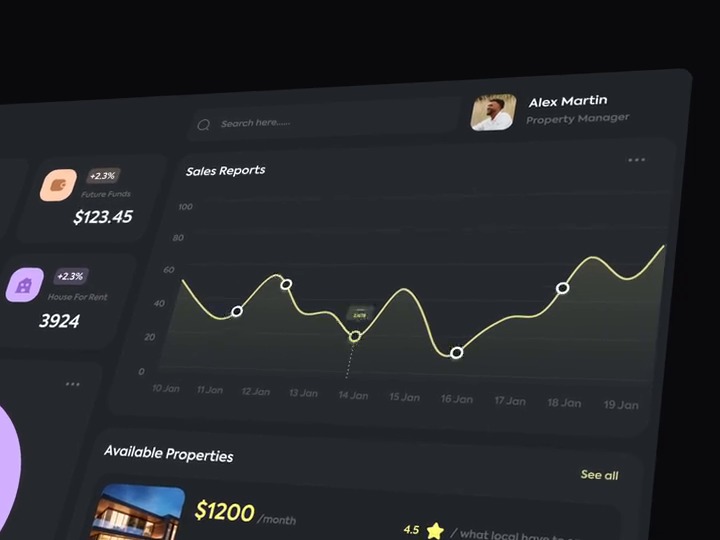 Search here......
Alex Martin
Property Manager
+2.3%
Future Funds
$123.45
+2.3%
House For Rent
3924
Sales Reports
100
80
60
40
20
0
10 Jan 11 Jan 12 Jan 13 Jan 14 Jan 15 Jan 16 Jan 17 Jan 18 Jan 19 Jan
Available Properties
See all
$1200 /month
4.5 / what local have to